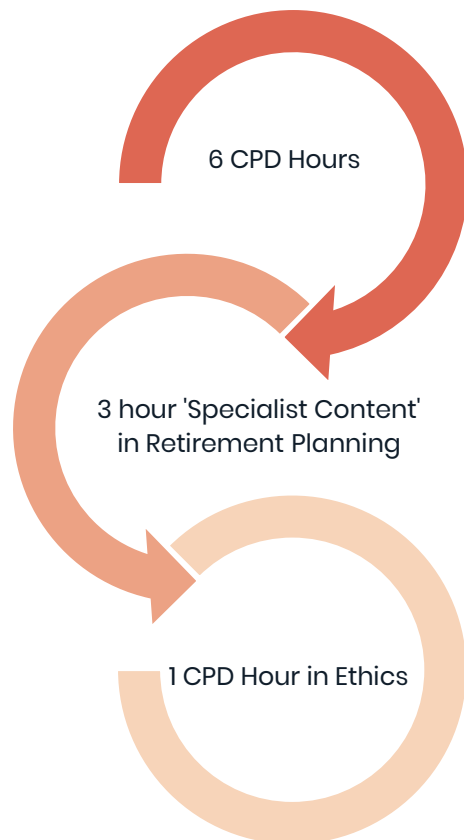 6 CPD Hours
3 hour 'Specialist Content'
in Retirement Planning
1 CPD Hour in Ethics